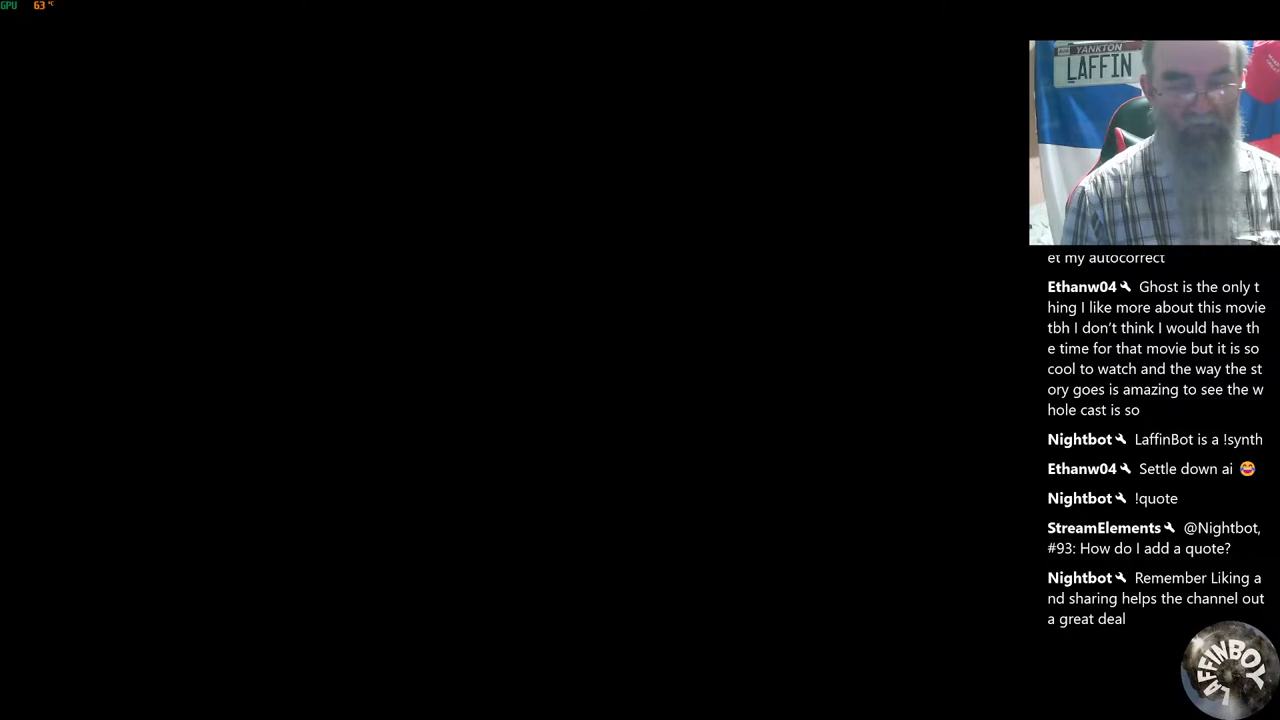 GPU 63 °C
YANKTON
LAFFIN
et my autocorrect
Ethanw04 Ghost is the only t
hing I like more about this movie
tbh I don’t think I would have th
e time for that movie but it is so
cool to watch and the way the st
ory goes is amazing to see the w
hole cast is so
Nightbot LaffinBot is a !synth
Ethanw04 Settle down ai 😂
Nightbot !quote
StreamElements @Nightbot,
#93: How do I add a quote?
Nightbot Remember Liking a
nd sharing helps the channel out
a great deal
LAFFINBOY